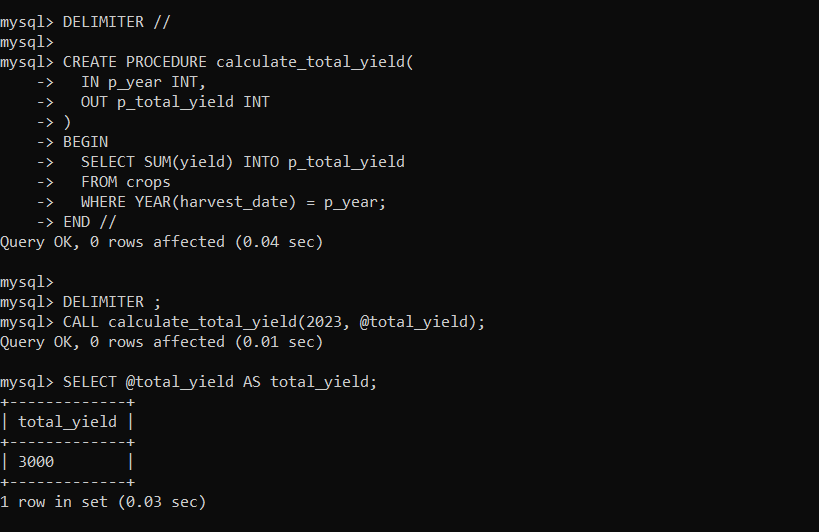 mysql> DELIMITER //
mysql>
mysql> CREATE PROCEDURE calculate_total_yield(
    ->   IN p_year INT,
    ->   OUT p_total_yield INT
    -> )
    -> BEGIN
    ->   SELECT SUM(yield) INTO p_total_yield
    ->   FROM crops
    ->   WHERE YEAR(harvest_date) = p_year;
    -> END //
Query OK, 0 rows affected (0.04 sec)

mysql>
mysql> DELIMITER ;
mysql> CALL calculate_total_yield(2023, @total_yield);
Query OK, 0 rows affected (0.01 sec)

mysql> SELECT @total_yield AS total_yield;
+-------------+
| total_yield |
+-------------+
| 3000        |
+-------------+
1 row in set (0.03 sec)